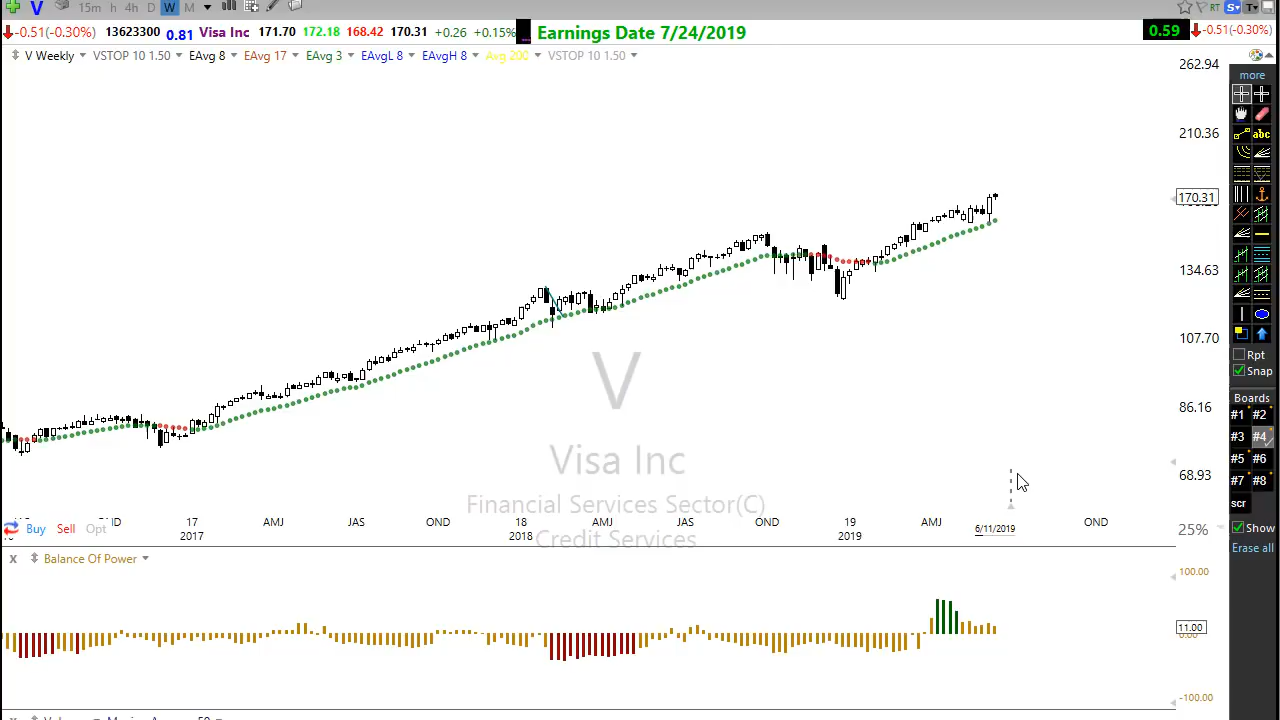 V 15m h 4h D W M RT S T
-0.51(-0.30%) 13623300 0.81 Visa Inc 171.70 172.18 168.42 170.31 +0.26 +0.15% Earnings Date 7/24/2019 0.59 -0.51(-0.30%)
V Weekly VSTOP 10 1.50 EAvg 8 EAvg 17 EAvg 3 EAvgL 8 EAvgH 8 Avg 200 VSTOP 10 1.50
262.94
more
abc
210.36
170.31
134.63
107.70
Rpt
Snap
V
Boards
86.16
#1 #2
#3 #4
Visa Inc
#5 #6
68.93
#7 #8
Financial Services Sector(C)
scr
17 AMJ JAS OND 18 AMJ JAS OND 19 AMJ OND
Buy Sell Opt 2017 2018 2019 6/11/2019 25% Show
Credit Services
Erase all
x Balance Of Power
100.00
11.00
-100.00